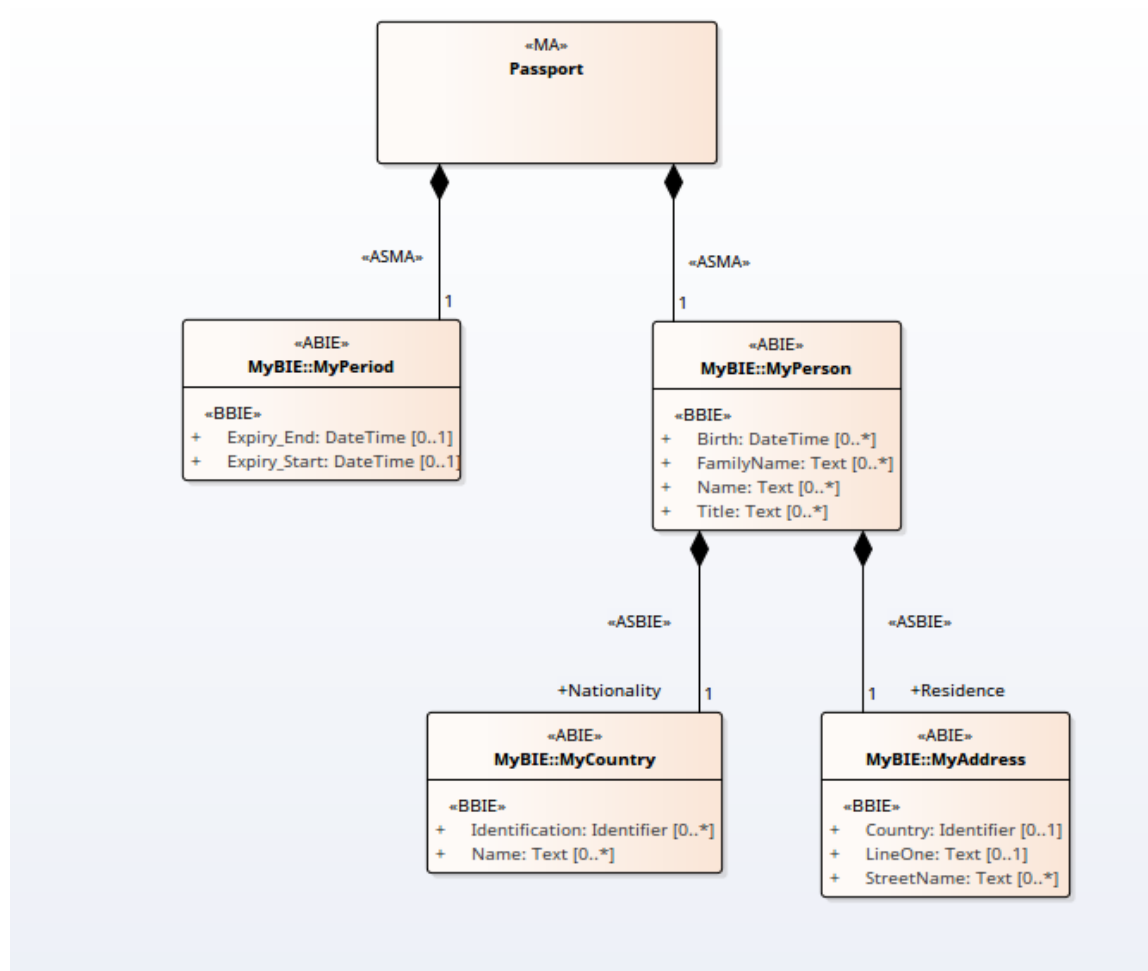 «MA»
Passport
«ASMA»
«ASMA»
1
1
«ABIE»
MyBIE::MyPeriod
«BBIE»
+ Expiry_End: DateTime [0..1]
+ Expiry_Start: DateTime [0..1]
«ABIE»
MyBIE::MyPerson
«BBIE»
+ Birth: DateTime [0..*]
+ FamilyName: Text [0..*]
+ Name: Text [0..*]
+ Title: Text [0..*]
«ASBIE»
«ASBIE»
+Nationality
1
1
+Residence
«ABIE»
MyBIE::MyCountry
«BBIE»
+ Identification: Identifier [0..*]
+ Name: Text [0..*]
«ABIE»
MyBIE::MyAddress
«BBIE»
+ Country: Identifier [0..1]
+ LineOne: Text [0..1]
+ StreetName: Text [0..*]